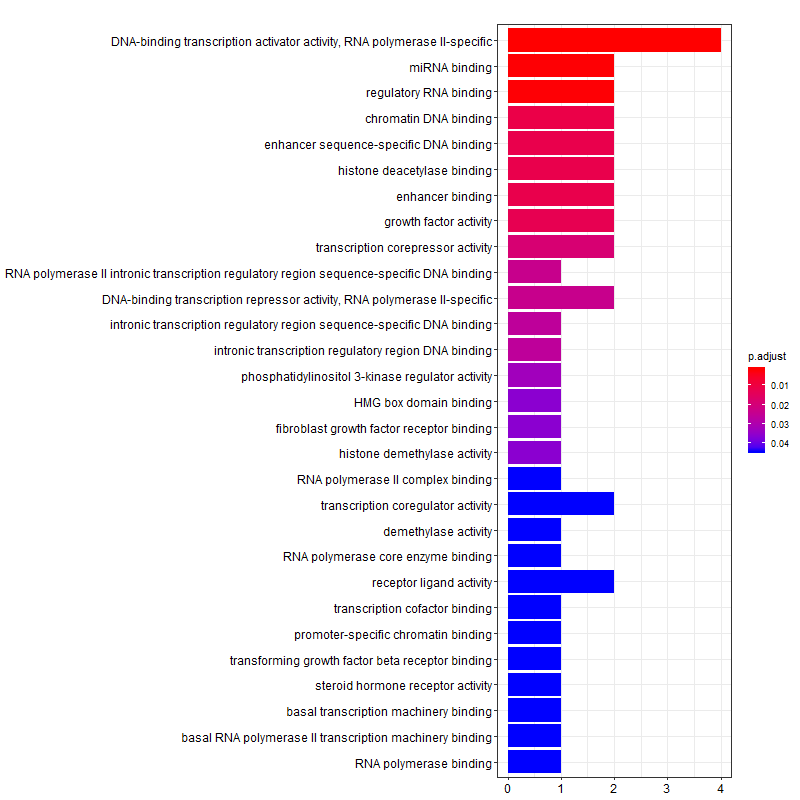 DNA-binding transcription activator activity, RNA polymerase II-specific
miRNA binding
regulatory RNA binding
chromatin DNA binding
enhancer sequence-specific DNA binding
histone deacetylase binding
enhancer binding
growth factor activity
transcription corepressor activity
RNA polymerase II intronic transcription regulatory region sequence-specific DNA binding
DNA-binding transcription repressor activity, RNA polymerase II-specific
intronic transcription regulatory region sequence-specific DNA binding
intronic transcription regulatory region DNA binding
phosphatidylinositol 3-kinase regulator activity
HMG box domain binding
fibroblast growth factor receptor binding
histone demethylase activity
RNA polymerase II complex binding
transcription coregulator activity
demethylase activity
RNA polymerase core enzyme binding
receptor ligand activity
transcription cofactor binding
promoter-specific chromatin binding
transforming growth factor beta receptor binding
steroid hormone receptor activity
basal transcription machinery binding
basal RNA polymerase II transcription machinery binding
RNA polymerase binding
0 1 2 3 4
p.adjust
0.01
0.02
0.03
0.04